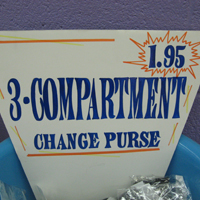 1.95
3-COMPARTMENT
CHANGE PURSE